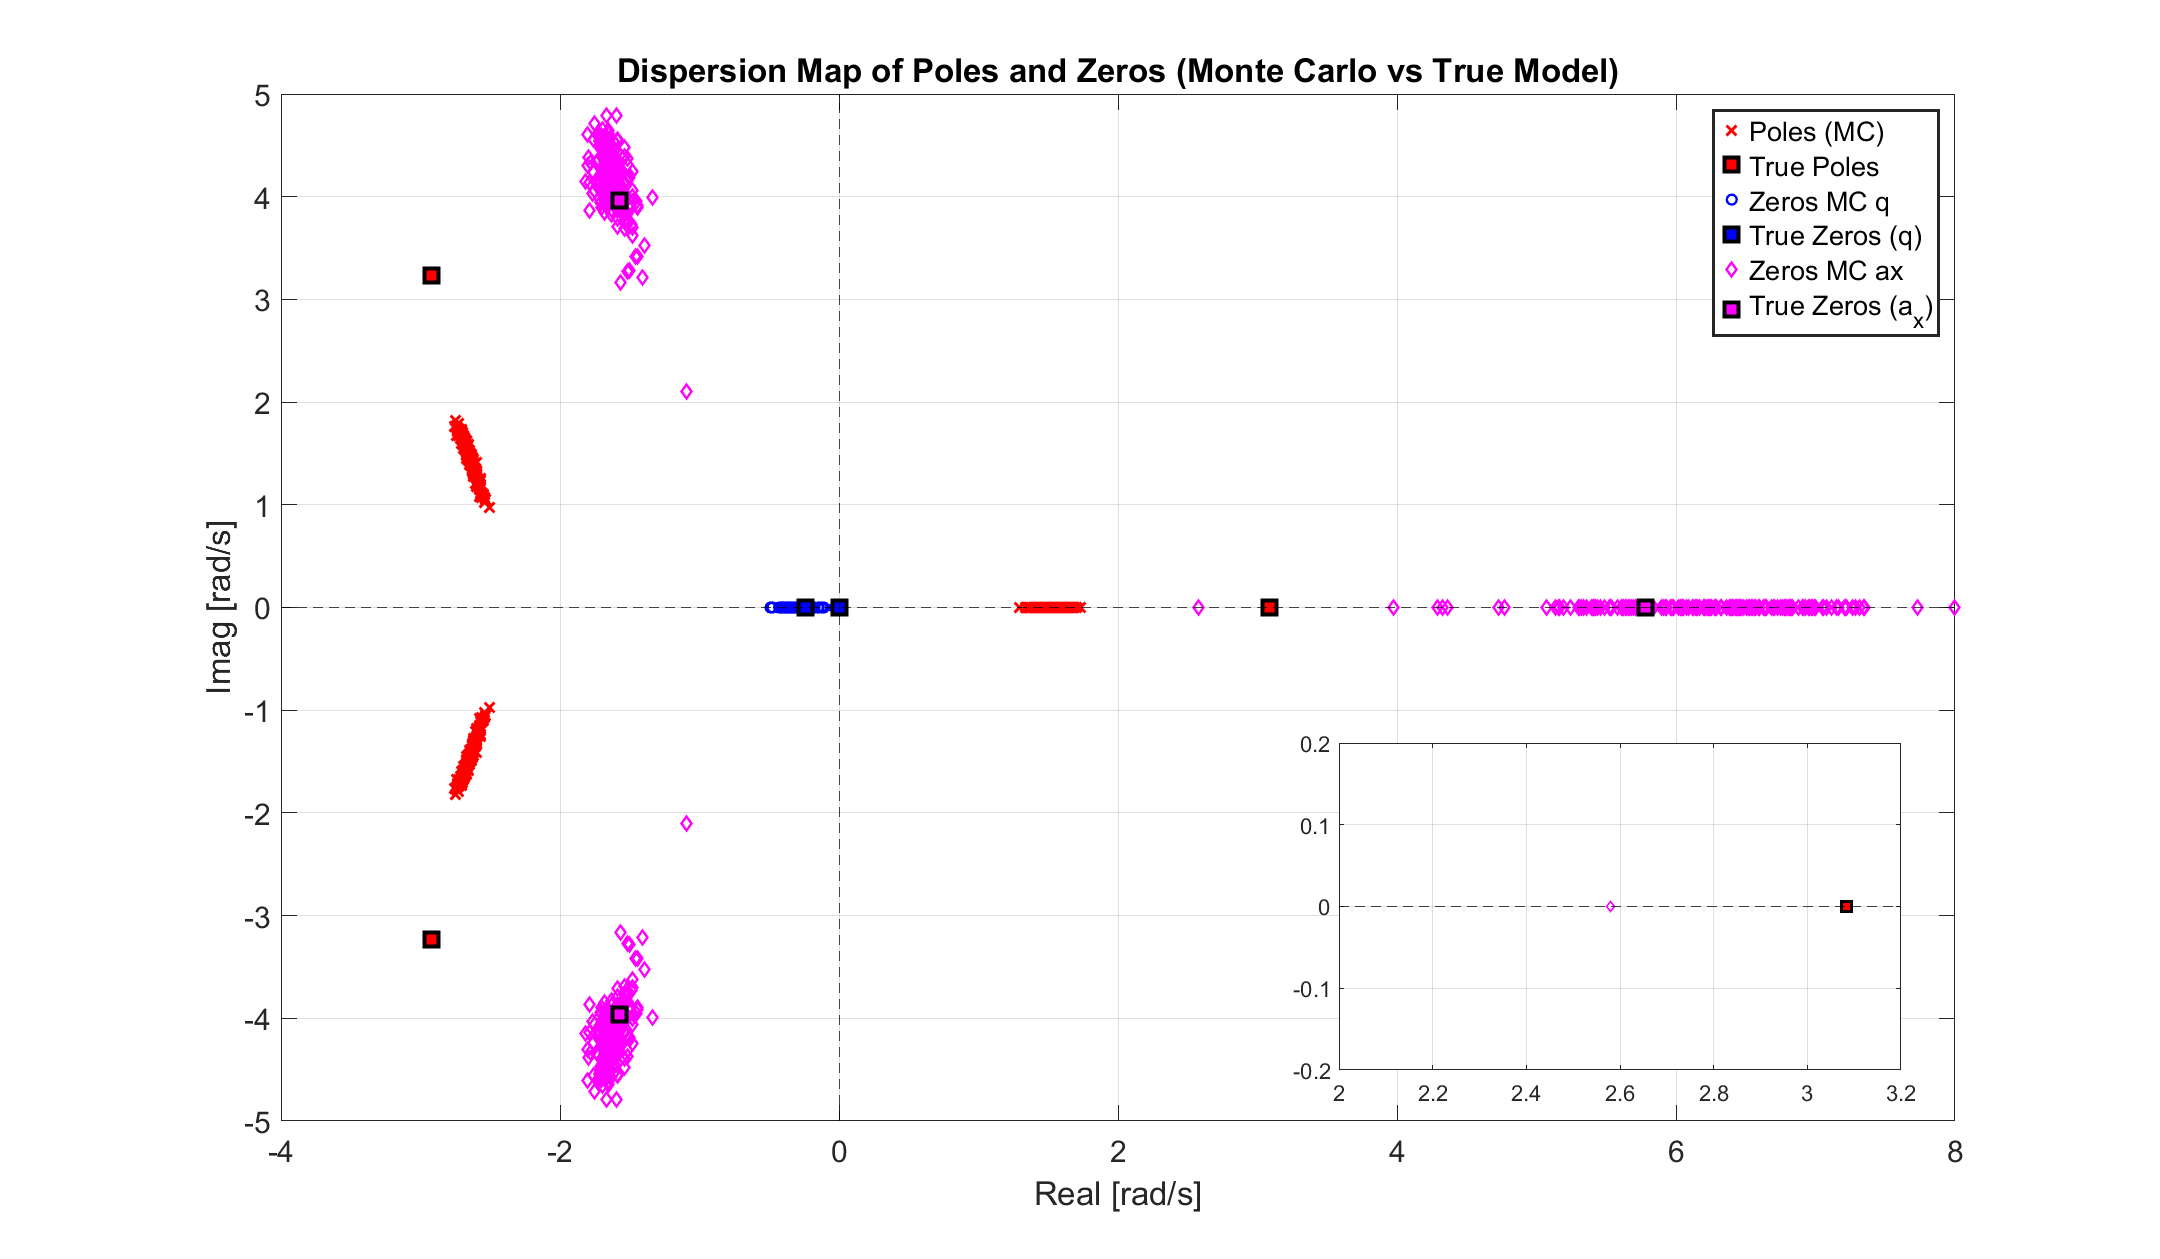 Dispersion Map of Poles and Zeros (Monte Carlo vs True Model)
5
4
3
2
1
0
-1
-2
-3
-4
-5
Imag [rad/s]
Poles (MC)
True Poles
Zeros MC q
True Zeros (q)
Zeros MC ax
True Zeros (a_x)
0.2
0.1
0
-0.1
-0.2
2 2.2 2.4 2.6 2.8 3 3.2
-4 -2 0 2 4 6 8
Real [rad/s]